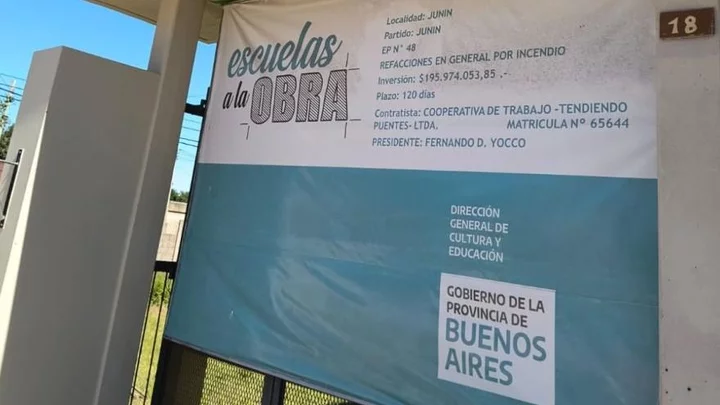 escuelas
a la OBRA
Localidad: JUNIN
Partido: JUNIN
EP N° 48
REFACCIONES EN GENERAL POR INCENDIO
Inversión: $195.974.053,85 .-
Plazo: 120 días
Contratista: COOPERATIVA DE TRABAJO -TENDIENDO
PUENTES- LTDA. MATRICULA Nº 65644
PRESIDENTE: FERNANDO D. YOCCO
18
DIRECCIÓN
GENERAL DE
CULTURA Y
EDUCACIÓN
GOBIERNO DE LA
PROVINCIA DE
BUENOS
AIRES